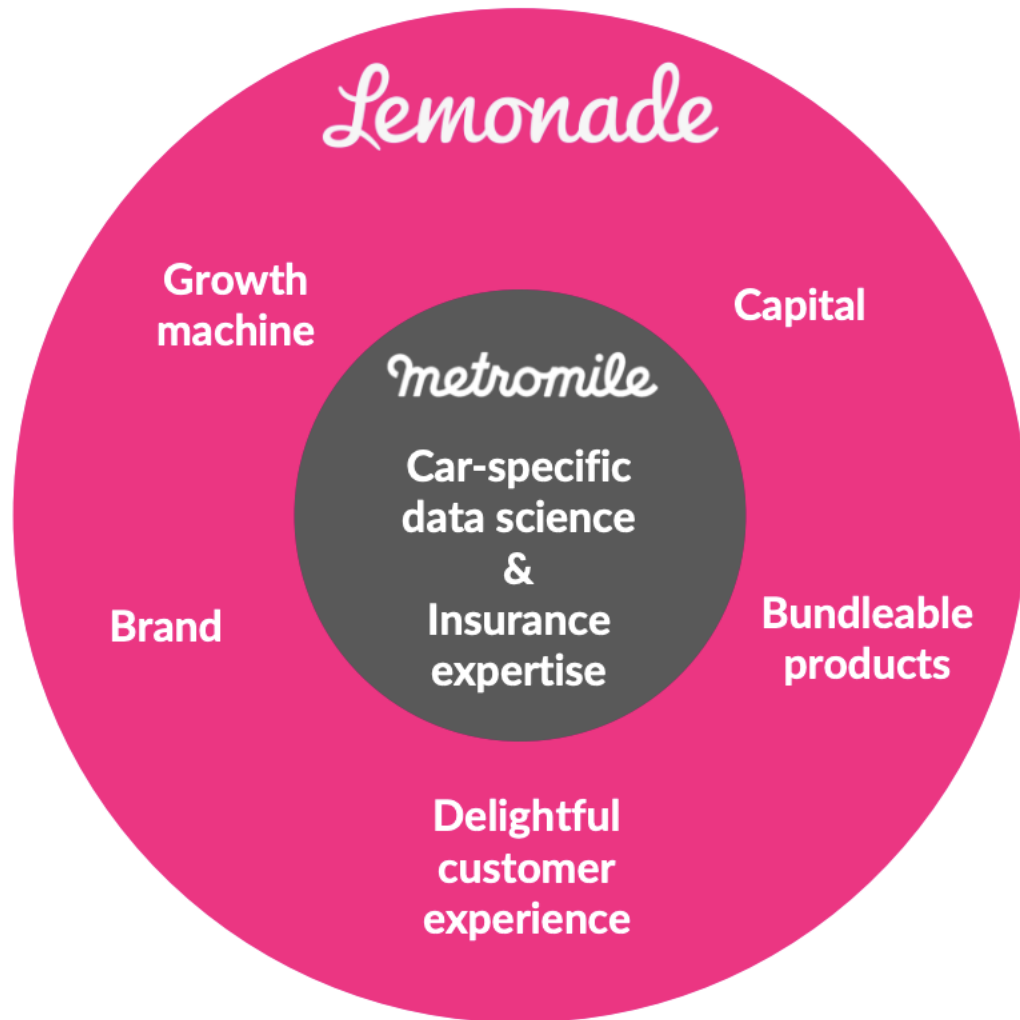 Lemonade
Growth
machine
Capital
metromile
Car-specific
data science
&
Insurance
expertise
Brand
Bundleable
products
Delightful
customer
experience